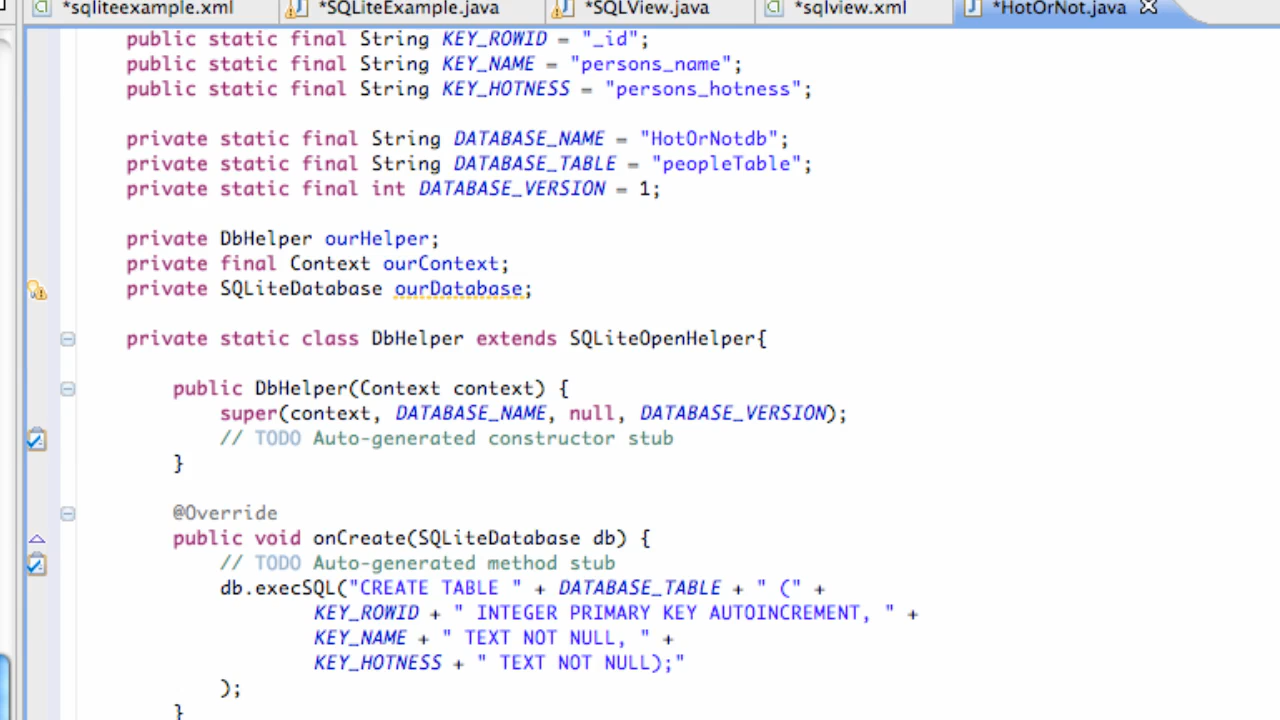 *sqliteexample.xml *SQLiteExample.java *SQLView.java *sqlview.xml *HotOrNot.java
public static final String KEY_ROWID = "_id";
public static final String KEY_NAME = "persons_name";
public static final String KEY_HOTNESS = "persons_hotness";
private static final String DATABASE_NAME = "HotOrNotdb";
private static final String DATABASE_TABLE = "peopleTable";
private static final int DATABASE_VERSION = 1;
private DbHelper ourHelper;
private final Context ourContext;
private SQLiteDatabase ourDatabase;
private static class DbHelper extends SQLiteOpenHelper{
public DbHelper(Context context) {
super(context, DATABASE_NAME, null, DATABASE_VERSION);
// TODO Auto-generated constructor stub
}
@Override
public void onCreate(SQLiteDatabase db) {
// TODO Auto-generated method stub
db.execSQL("CREATE TABLE " + DATABASE_TABLE + " (" +
KEY_ROWID + " INTEGER PRIMARY KEY AUTOINCREMENT, " +
KEY_NAME + " TEXT NOT NULL, " +
KEY_HOTNESS + " TEXT NOT NULL);"
);
}